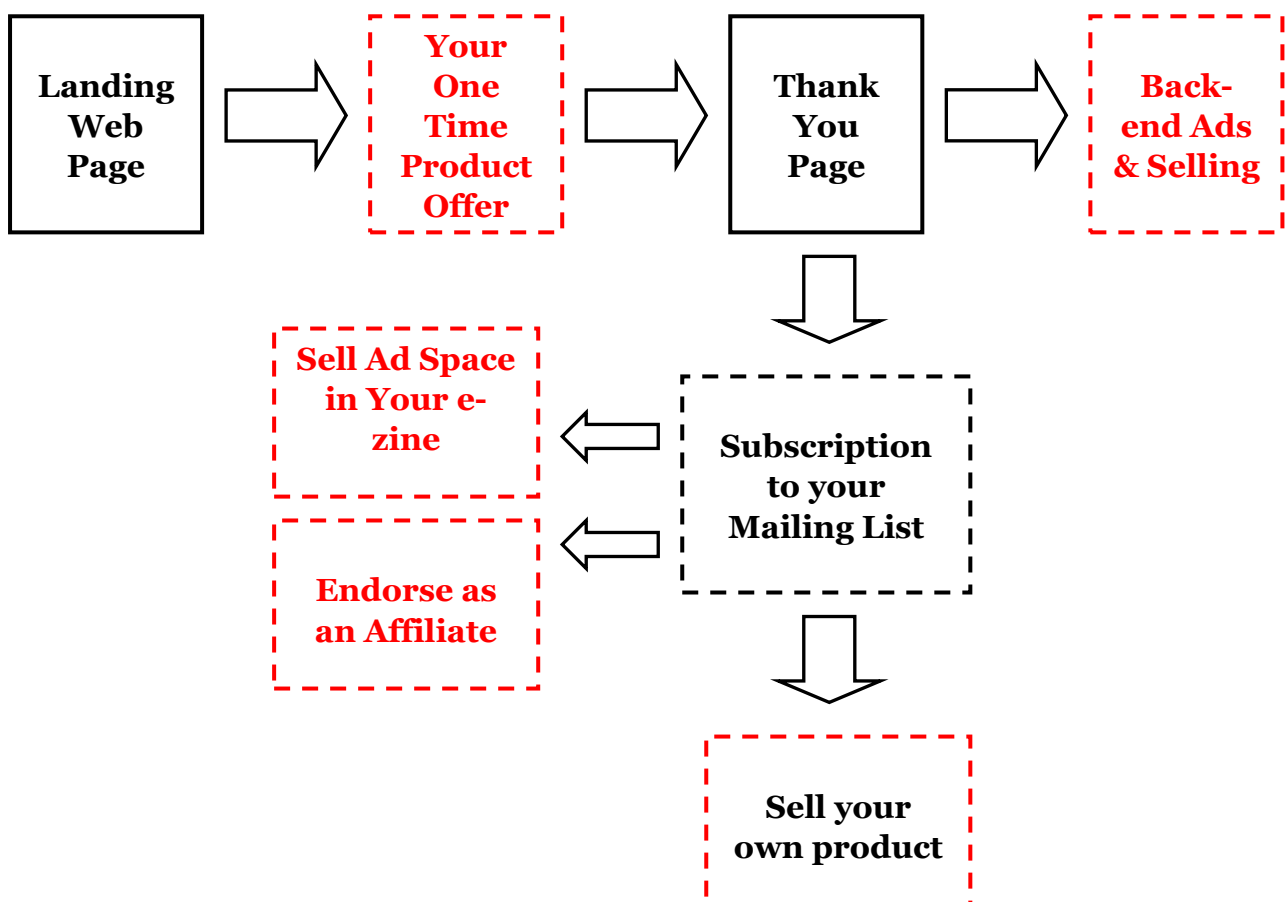 Landing
Web
Page
Your
One
Time
Product
Offer
Thank
You
Page
Back-
end Ads
& Selling
Sell Ad Space
in Your e-
zine
Subscription
to your
Mailing List
Endorse as
an Affiliate
Sell your
own product